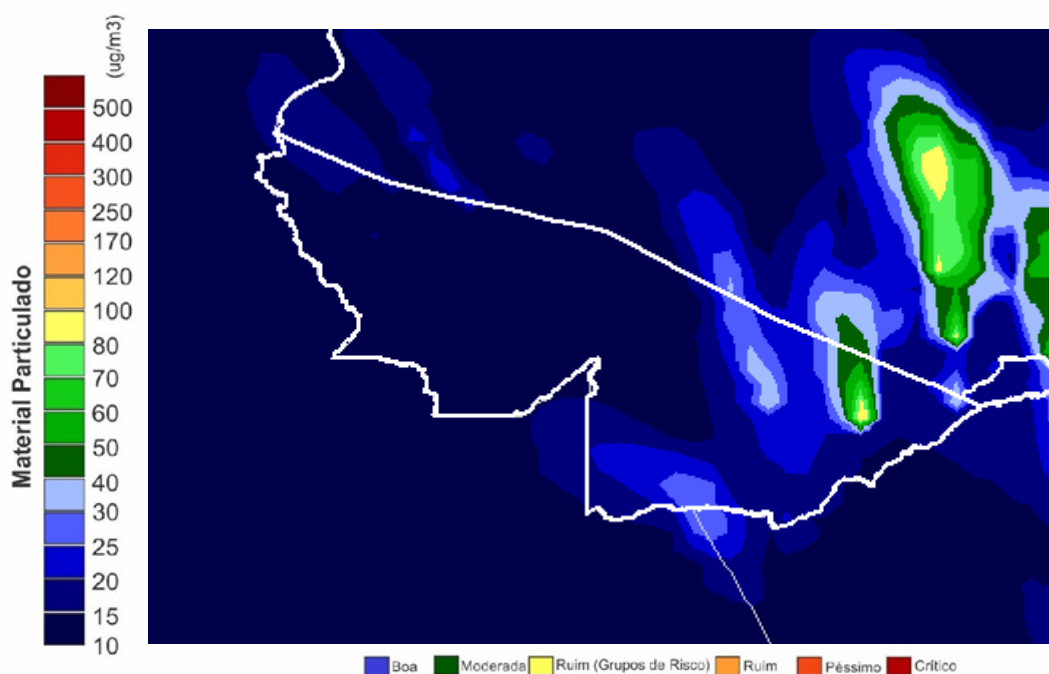 (ug/m3)
Material Particulado
500
400
300
250
170
120
100
80
70
60
50
40
30
25
20
15
10
Boa
Moderada
Ruim (Grupos de Risco)
Ruim
Péssimo
Crítico